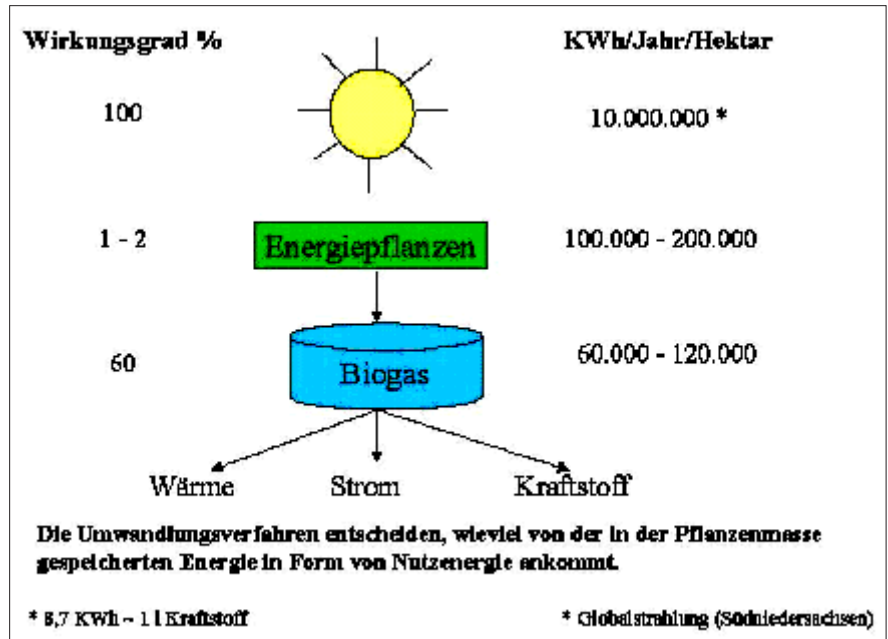 Wirkungsgrad % KWh/Jahr/Hektar
100 10.000.000 *
1 - 2 Energiepflanzen 100.000 - 200.000
60 Biogas 60.000 - 120.000
Wärme Strom Kraftstoff
Die Umwandlungsverfahren entscheiden, wieviel von der in der Pflanzenmasse
gespeicherten Energie in Form von Nutzenergie ankommt.
* 8,7 KWh ~ 1 l Kraftstoff * Globalstrahlung (Südniedersachsen)